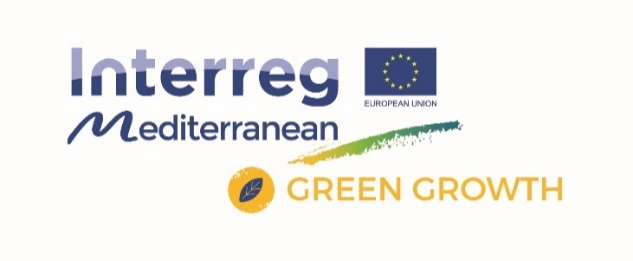 Interreg
EUROPEAN UNION
Mediterranean
GREEN GROWTH